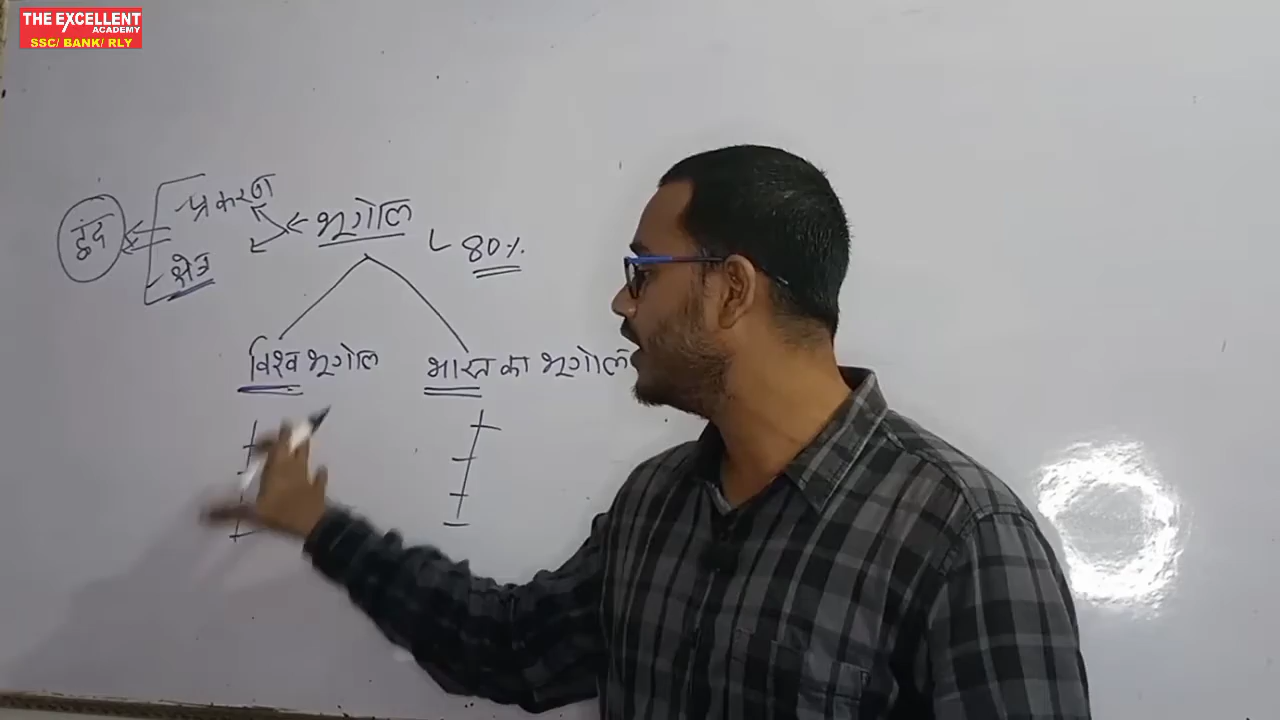 THE EXCELLENT
ACADEMY
SSC/ BANK/ RLY
प्रकरण
भूगोल
द्वंद
80%
क्षेत्र
विश्व भूगोल
भारत का भूगोल